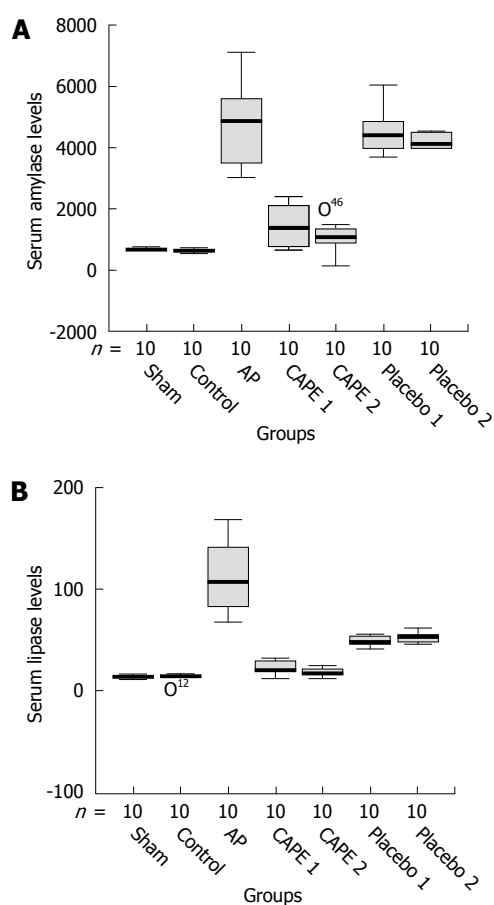 A
8000
6000
4000
2000
0
-2000
Serum amylase levels
O46
n = 10 10 10 10 10 10 10
Sham Control AP CAPE 1 CAPE 2 Placebo 1 Placebo 2
Groups
B
200
100
0
-100
Serum lipase levels
O12
n = 10 10 10 10 10 10 10
Sham Control AP CAPE 1 CAPE 2 Placebo 1 Placebo 2
Groups